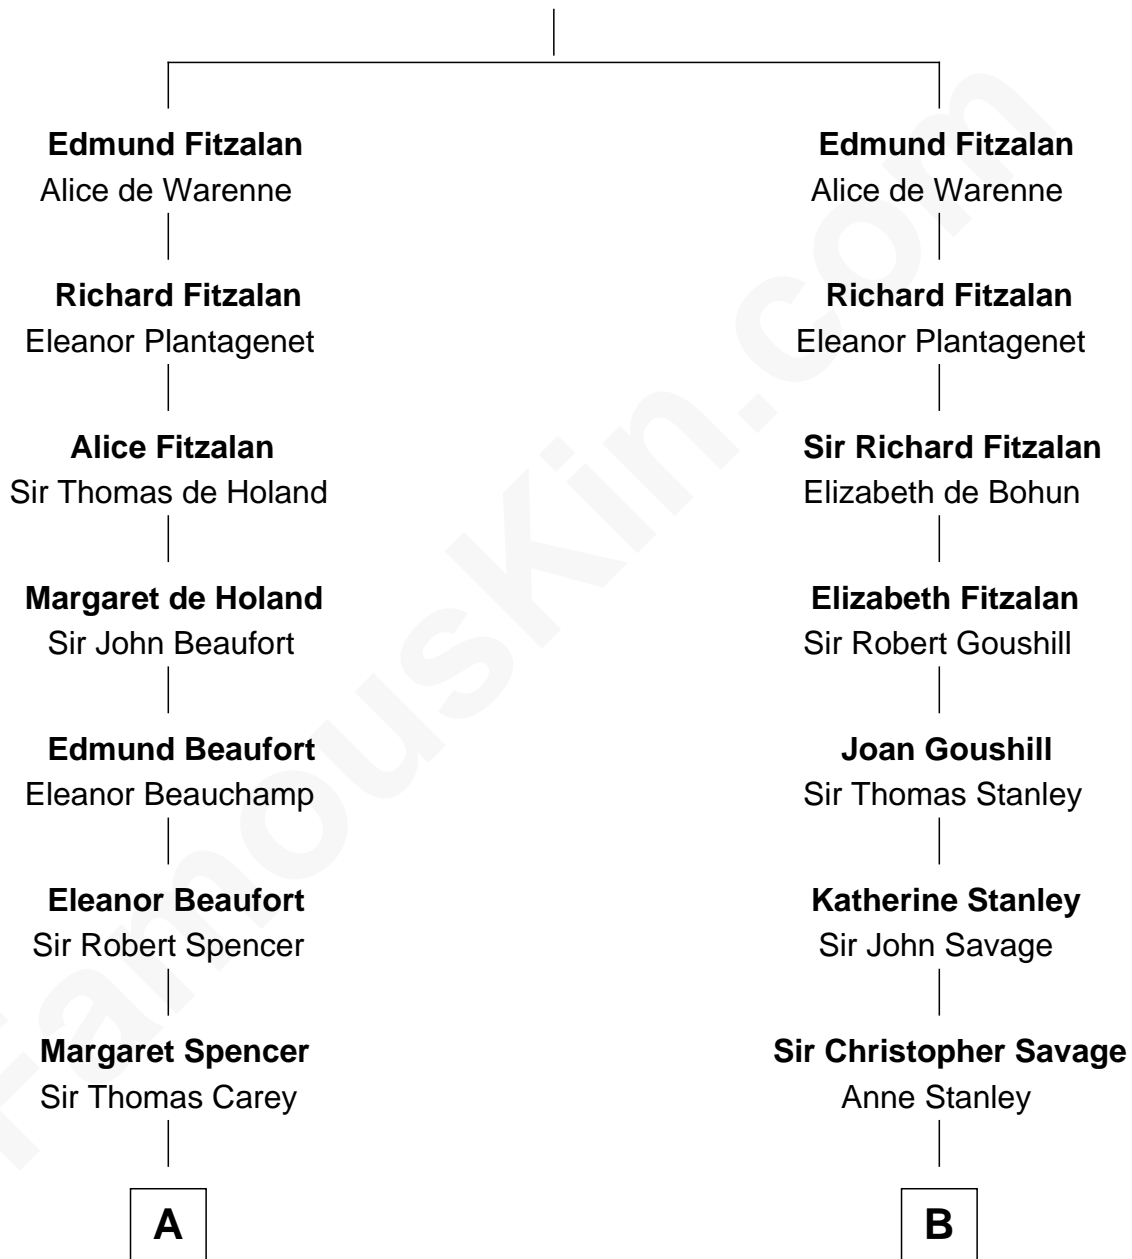 Edmund Fitzalan
Alice de Warenne
Richard Fitzalan
Eleanor Plantagenet
Alice Fitzalan
Sir Thomas de Holand
Margaret de Holand
Sir John Beaufort
Edmund Beaufort
Eleanor Beauchamp
Eleanor Beaufort
Sir Robert Spencer
Margaret Spencer
Sir Thomas Carey
A
Edmund Fitzalan
Alice de Warenne
Richard Fitzalan
Eleanor Plantagenet
Sir Richard Fitzalan
Elizabeth de Bohun
Elizabeth Fitzalan
Sir Robert Goushill
Joan Goushill
Sir Thomas Stanley
Katherine Stanley
Sir John Savage
Sir Christopher Savage
Anne Stanley
B
FamousKin.com